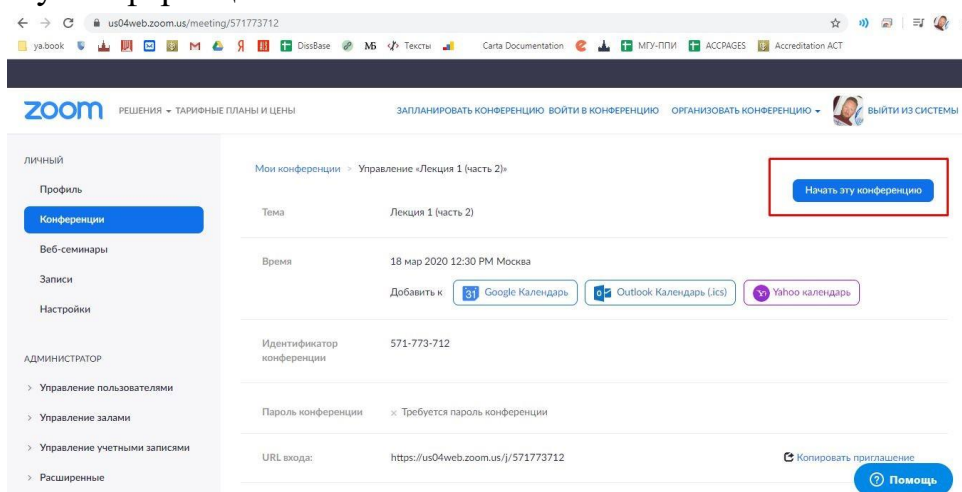 us04web.zoom.us/meeting/571773712
ya.book Я DissBase МБ Тексты Carta Documentation МГУ-ППИ ACCPAGES Accreditation ACT
zoom РЕШЕНИЯ ТАРИФНЫЕ ПЛАНЫ И ЦЕНЫ ЗАПЛАНИРОВАТЬ КОНФЕРЕНЦИЮ ВОЙТИ В КОНФЕРЕНЦИЮ ОРГАНИЗОВАТЬ КОНФЕРЕНЦИЮ ВЫЙТИ ИЗ СИСТЕМЫ
ЛИЧНЫЙ
Профиль
Конференции
Веб-семинары
Записи
Настройки
АДМИНИСТРАТОР
> Управление пользователями
> Управление залами
> Управление учетными записями
> Расширенные
Мои конференции > Управление «Лекция 1 (часть 2)»
Начать эту конференцию
Тема Лекция 1 (часть 2)
Время 18 мар 2020 12:30 PM Москва
Добавить к 31 Google Календарь Outlook Календарь (.ics) Yahoo календарь
Идентификатор 571-773-712
конференции
Пароль конференции × Требуется пароль конференции
URL входа: https://us04web.zoom.us/j/571773712 Копировать приглашение
? Помощь